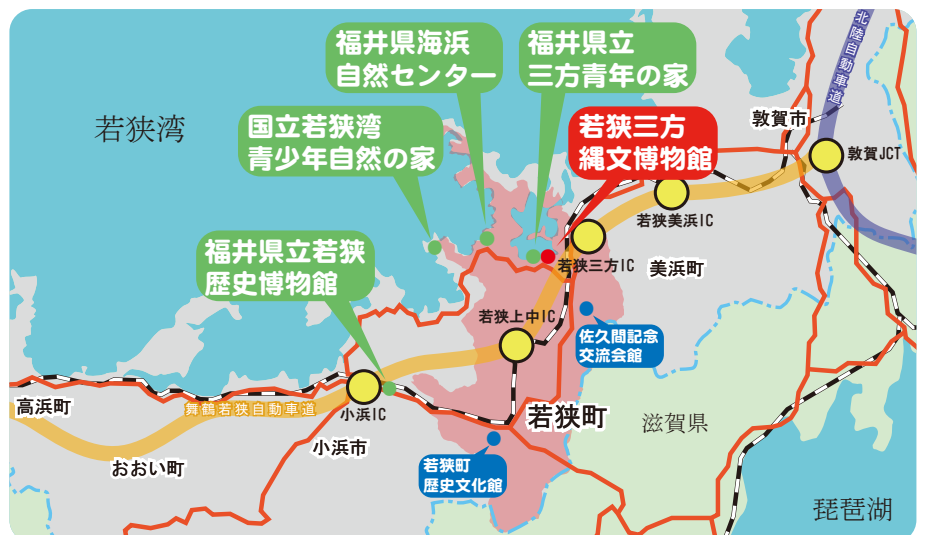 福井県海浜
自然センター
福井県立
三方青年の家
北陸自動車道
若狭湾
国立若狭湾
青少年自然の家
若狭三方
縄文博物館
敦賀市
敦賀JCT
若狭美浜IC
福井県立若狭
歴史博物館
若狭三方IC
美浜町
若狭上中IC
佐久間記念
交流会館
高浜町
舞鶴若狭自動車道
小浜IC
若狭町
滋賀県
小浜市
おおい町
若狭町
歴史文化館
琵琶湖